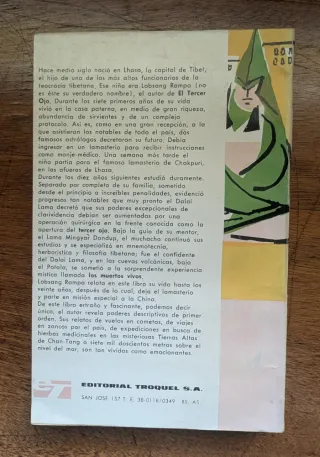 Hace medio siglo nació en Lhasa, la capital de Tibet,
el hijo de uno de los más altos funcionarios de la
teocracia tibetana. Ese niño era Lobsang Rampa (no
es éste su verdadero nombre), el autor de El Tercer
Ojo. Durante los siete primeros años de su vida
vivió en la casa paterna, en medio de gran riqueza,
abundancia de sirvientes y de un complejo
protocolo. Así es, como en una gran recepción, a la
que asistieron los notables de todo el país, dos
famosos astrólogos decretaron su futuro: Debía
ingresar en un lamasterio para recibir instrucciones
como monje-médico. Una semana más tarde el
niño partía para el famoso lamasterio de Chakpuri,
en las afueras de Lhasa.
Durante los diez años siguientes estudió duramente.
Separado por completo de su familia, sometido
desde el principio a increíbles penalidades, evidenció
progresos tan notables que muy pronto el Dalai
Lama decretó que sus poderes excepcionales de
clarividencia debían ser aumentados por una
operación quirúrgica en la frente conocida como la
apertura del tercer ojo. Bajo la guía de su mentor,
el Lama Mingyar Dondup, el muchacho continuó sus
estudios y se especializó en mnemotecnia,
herboristica y filosofía tibetana; fue el confidente
del Dalai Lama, y en las cuevas volcánicas, bajo
el Potala, se sometió a la sorprendente experiencia
mística llamada los muertos vivos.
Lobsang Rampa relata en este libro su vida hasta los
veinte años, después de lo cual, deja el lamasterio
y parte en misión especial a la China.
De este libro extraño y fascinante, podemos decir
único, el autor revela poderes descriptivos de primer
orden. Sus relatos de vuelos en cometas, de viajes
en zancos por el país, de expediciones en busca de
hierbas medicinales en las misteriosas Tierras Altas
de Chan-Tang a siete mil doscientos metros sobre el
nivel del mar, son tan vívidos como emocionantes.
EDITORIAL TROQUEL S.A.
SAN JOSE 157 T. E. 38-0118/0349 BS. AS.